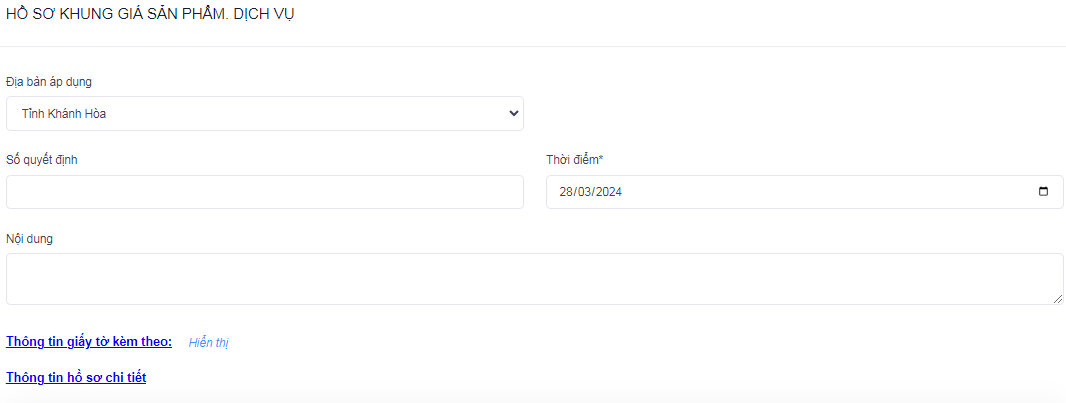 HỒ SƠ KHUNG GIÁ SẢN PHẨM. DỊCH VỤ
Địa bàn áp dụng
Tỉnh Khánh Hòa
Số quyết định
Thời điểm*
28/03/2024
Nội dung
Thông tin giấy tờ kèm theo: Hiển thị
Thông tin hồ sơ chi tiết